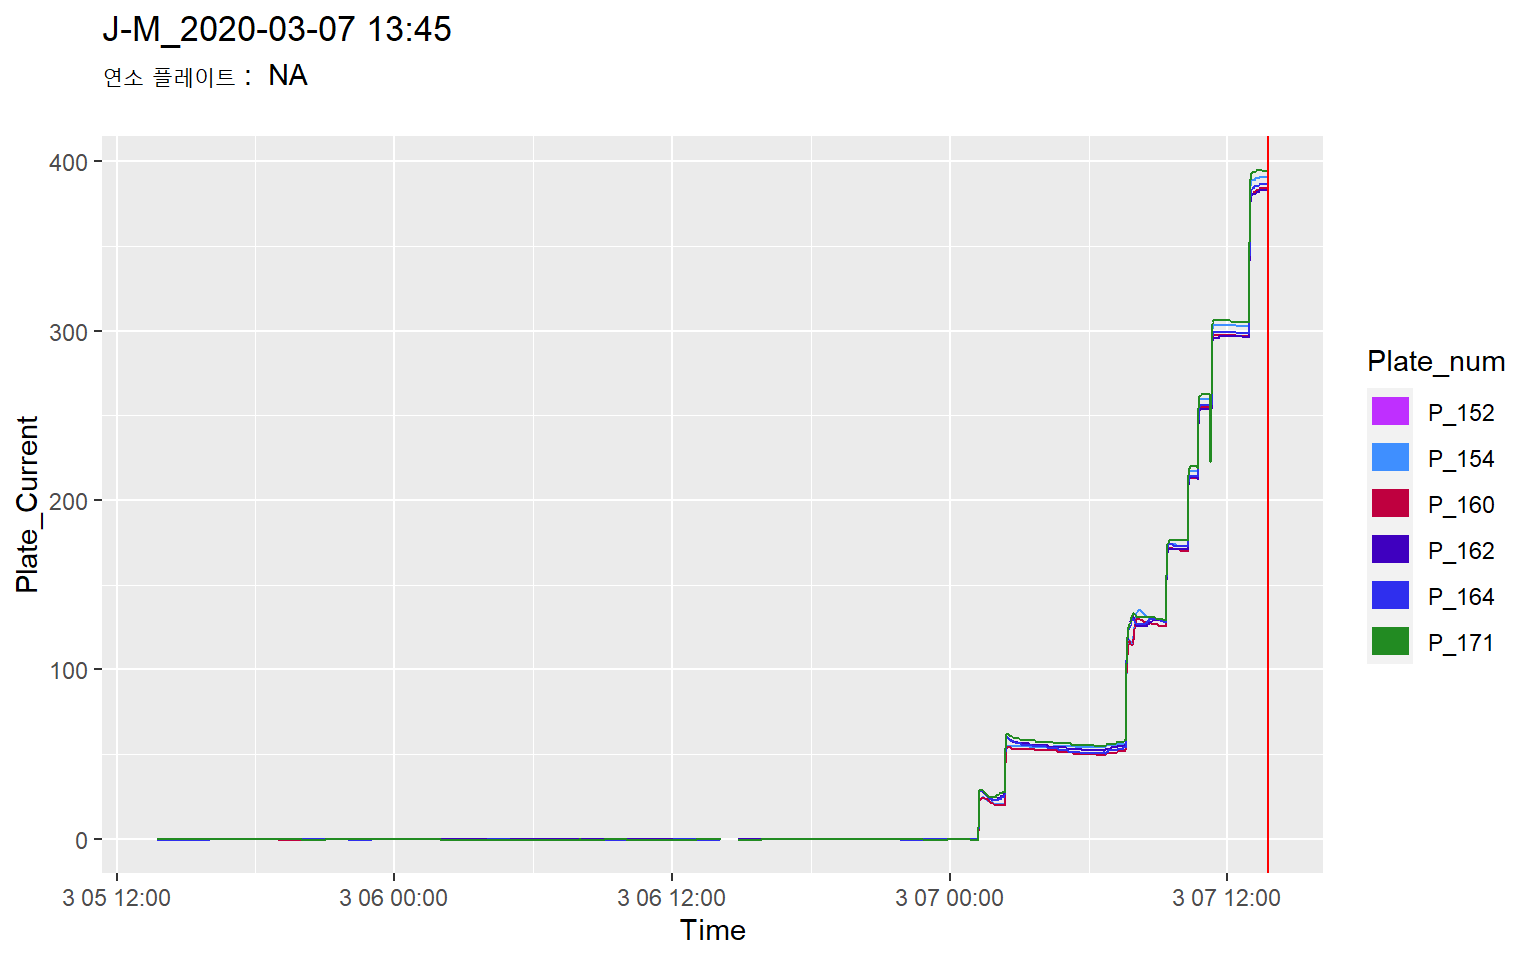 J-M_2020-03-07 13:45
연소 플레이트 : NA
400
300
200
100
0
Plate_Current
3 05 12:00
3 06 00:00
3 06 12:00
3 07 00:00
3 07 12:00
Time
Plate_num
P_152
P_154
P_160
P_162
P_164
P_171